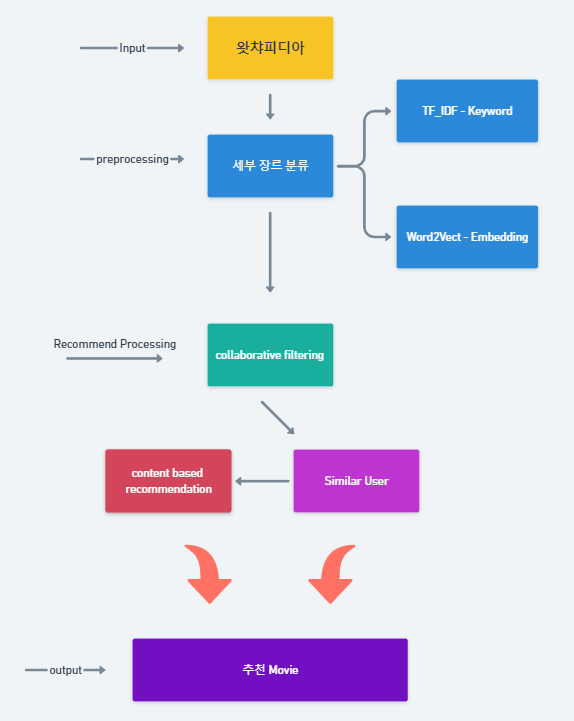 Input
왓챠피디아
TF_IDF - Keyword
preprocessing
세부 장르 분류
Word2Vect - Embedding
Recommend Processing
collaborative filtering
content based
recommendation
Similar User
output
추천 Movie